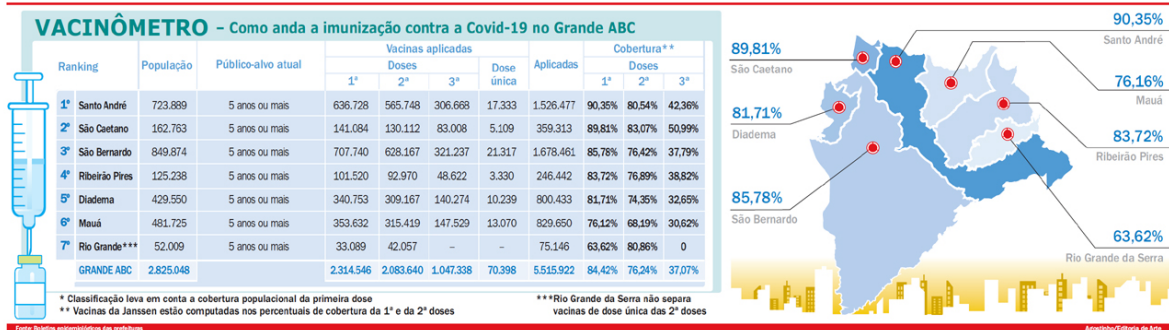 VACINÔMETRO – Como anda a imunização contra a Covid-19 no Grande ABC
Ranking População Público-alvo atual Vacinas aplicadas Aplicadas Cobertura**
Doses Dose única Doses
1ª 2ª 3ª 1ª 2ª 3ª
1º Santo André 723.889 5 anos ou mais 636.728 565.748 306.668 17.333 1.526.477 90,35% 80,54% 42,36%
2º São Caetano 162.763 5 anos ou mais 141.084 130.112 83.008 5.109 359.313 89,81% 83,07% 50,99%
3º São Bernardo 849.874 5 anos ou mais 707.740 628.167 321.237 21.317 1.678.461 85,78% 76,42% 37,79%
4º Ribeirão Pires 125.238 5 anos ou mais 101.520 92.970 48.622 3.330 246.442 83,72% 76,89% 38,82%
5º Diadema 429.550 5 anos ou mais 340.753 309.167 140.274 10.239 800.433 81,71% 74,35% 32,65%
6º Mauá 481.725 5 anos ou mais 353.632 315.419 147.529 13.070 829.650 76,12% 68,19% 30,62%
7º Rio Grande*** 52.009 5 anos ou mais 33.089 42.057 – – 75.146 63,62% 80,86% 0
GRANDE ABC 2.825.048 2.314.546 2.083.640 1.047.338 70.398 5.515.922 84,42% 76,24% 37,07%
* Classificação leva em conta a cobertura populacional da primeira dose
** Vacinas da Janssen estão computadas nos percentuais de cobertura da 1ª e da 2ª doses
***Rio Grande da Serra não separa
vacinas de dose única das 2ª doses
90,35%
Santo André
89,81%
São Caetano
76,16%
Mauá
81,71%
Diadema
83,72%
Ribeirão Pires
85,78%
São Bernardo
63,62%
Rio Grande da Serra
Fonte: Boletins epidemiológicos das prefeituras
Agostinho/Editoria de Arte